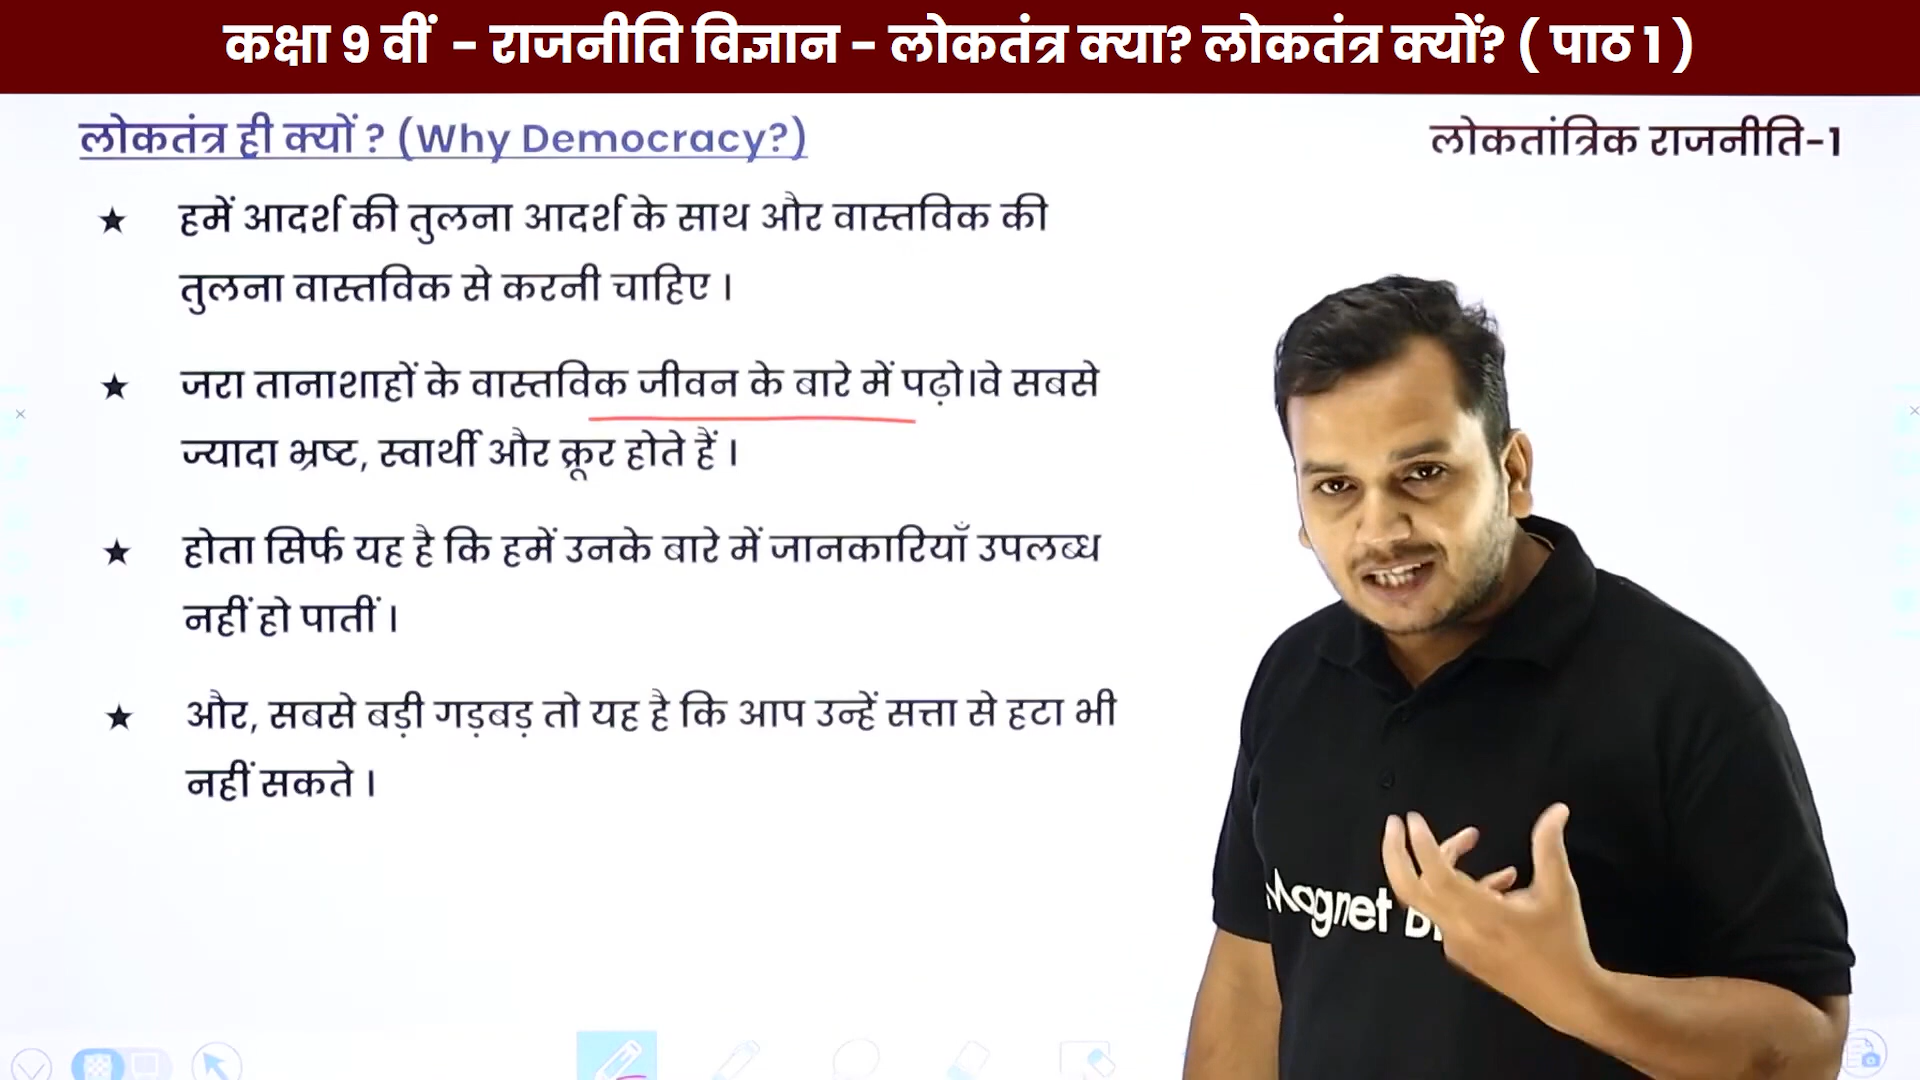 कक्षा 9 वीं - राजनीति विज्ञान - लोकतंत्र क्या? लोकतंत्र क्यों? ( पाठ 1 )
लोकतंत्र ही क्यों ? (Why Democracy?)
लोकतांत्रिक राजनीति-1
★ हमें आदर्श की तुलना आदर्श के साथ और वास्तविक की
तुलना वास्तविक से करनी चाहिए ।
★ जरा तानाशाहों के वास्तविक जीवन के बारे में पढ़ो।वे सबसे
ज्यादा भ्रष्ट, स्वार्थी और क्रूर होते हैं ।
★ होता सिर्फ यह है कि हमें उनके बारे में जानकारियाँ उपलब्ध
नहीं हो पातीं ।
★ और, सबसे बड़ी गड़बड़ तो यह है कि आप उन्हें सत्ता से हटा भी
नहीं सकते ।
Magnet